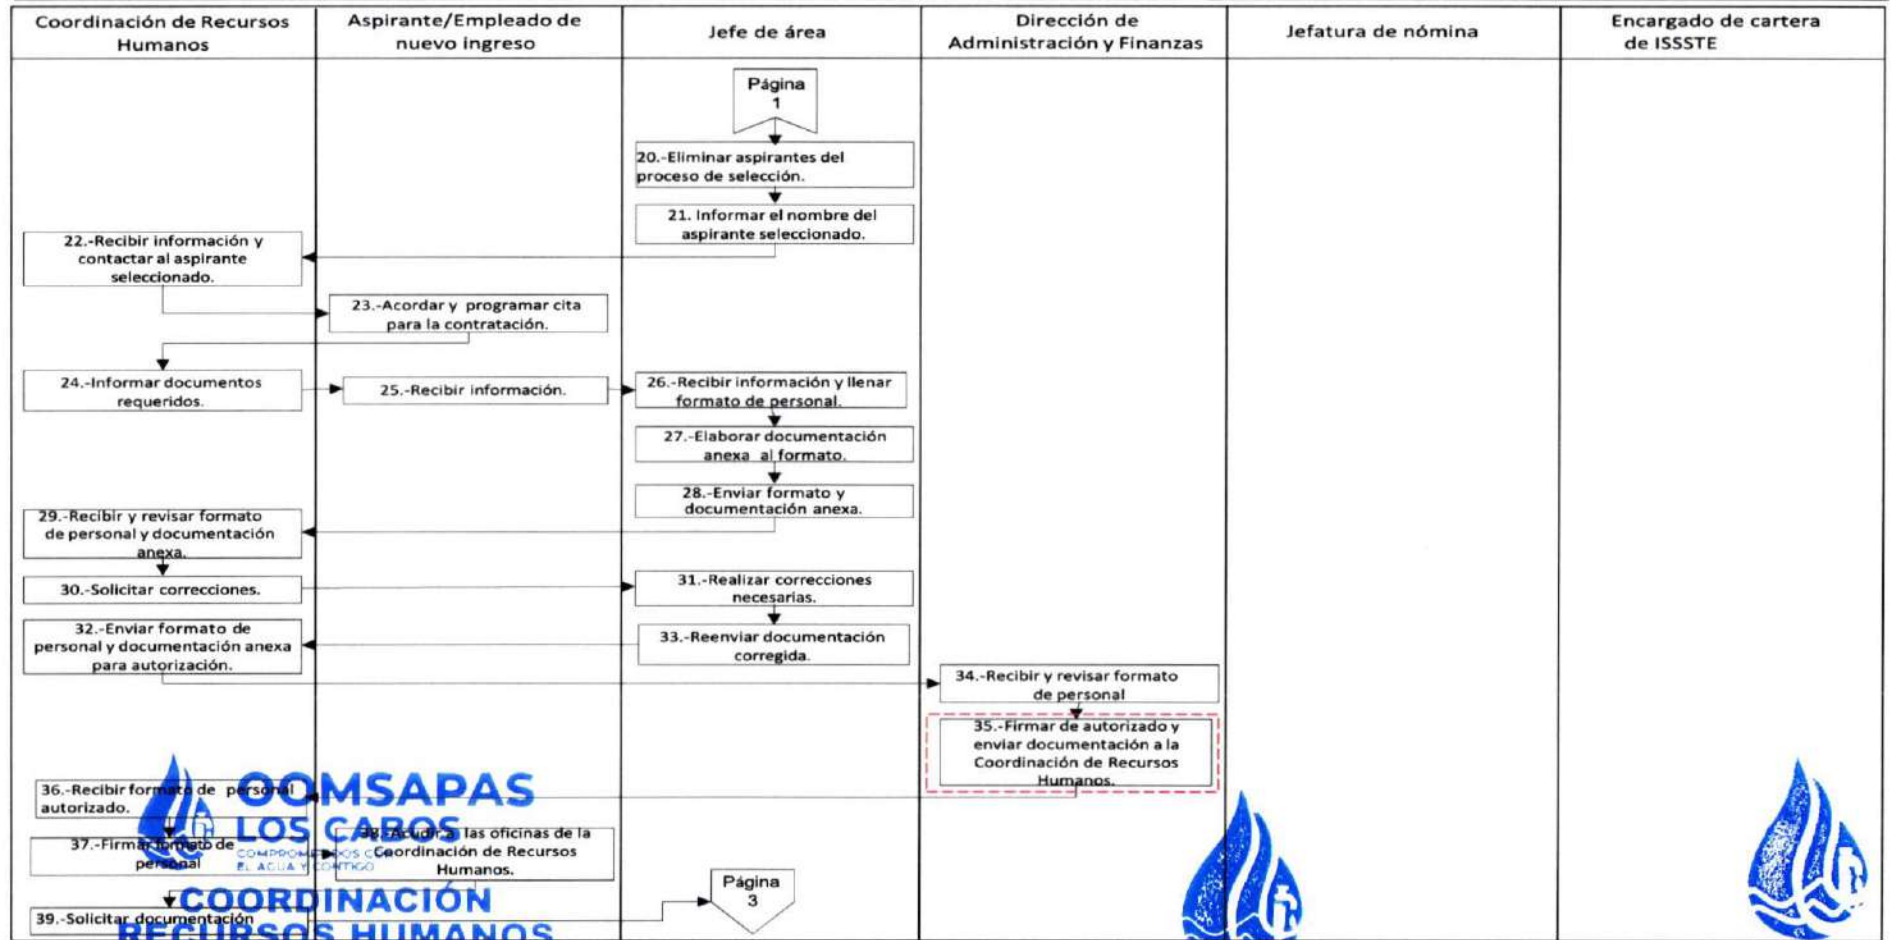 Coordinación de Recursos
Humanos
Aspirante/Empleado de
nuevo ingreso
Jefe de área
Dirección de
Administración y Finanzas
Jefatura de nómina
Encargado de cartera
de ISSSTE
Página
1
20.-Eliminar aspirantes del
proceso de selección.
21. Informar el nombre del
aspirante seleccionado.
22.-Recibir información y
contactar al aspirante
seleccionado.
23.-Acordar y programar cita
para la contratación.
24.-Informar documentos
requeridos.
25.-Recibir información.
26.-Recibir información y llenar
formato de personal.
27.-Elaborar documentación
anexa al formato.
28.-Enviar formato y
documentación anexa.
29.-Recibir y revisar formato
de personal y documentación
anexa.
30.-Solicitar correcciones.
31.-Realizar correcciones
necesarias.
32.-Enviar formato de
personal y documentación anexa
para autorización.
33.-Reenviar documentación
corregida.
34.-Recibir y revisar formato
de personal
35.-Firmar de autorizado y
enviar documentación a la
Coordinación de Recursos
Humanos.
36.-Recibir formato de personal
autorizado.
37.-Firmar formato de
personal
38.-Acudir a las oficinas de la
Coordinación de Recursos
Humanos.
39.-Solicitar documentación
Página
3
OOMSAPAS
LOS CABOS
COMPROMETIDOS CON
EL AGUA Y CONTIGO
COORDINACIÓN
RECURSOS HUMANOS